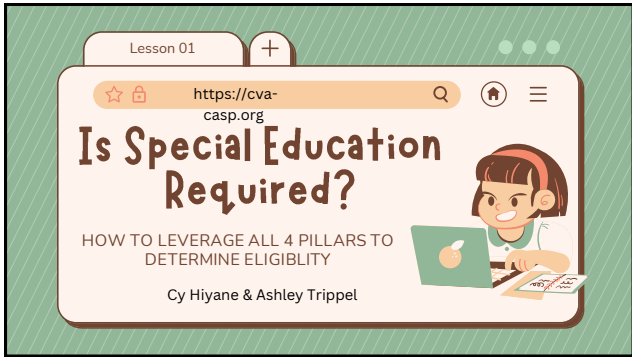 Lesson 01
https://cva-
casp.org
Is Special Education
Required?
HOW TO LEVERAGE ALL 4 PILLARS TO
DETERMINE ELIGIBLITY
Cy Hiyane & Ashley Trippel